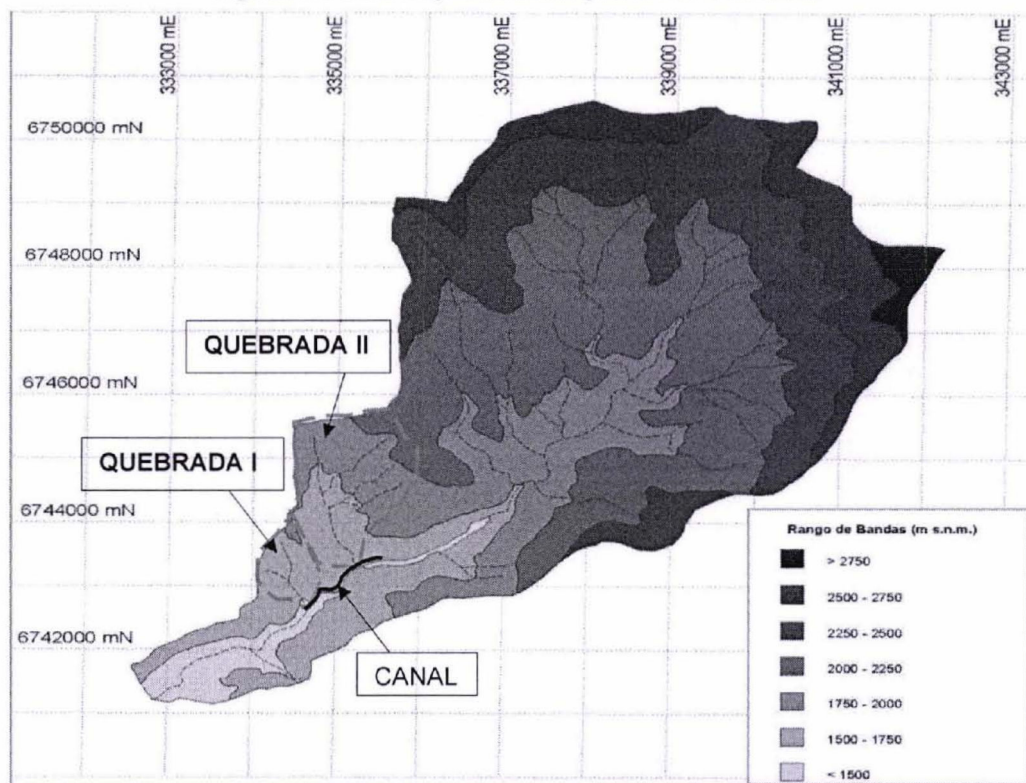 333000 mE
335000 mE
337000 mE
339000 mE
341000 mE
343000 mE
6750000 mN
6748000 mN
QUEBRADA II
6746000 mN
QUEBRADA I
6744000 mN
6742000 mN
CANAL
Rango de Bandas (m s.n.m.)
> 2750
2500 - 2750
2250 - 2500
2000 - 2250
1750 - 2000
1500 - 1750
< 1500